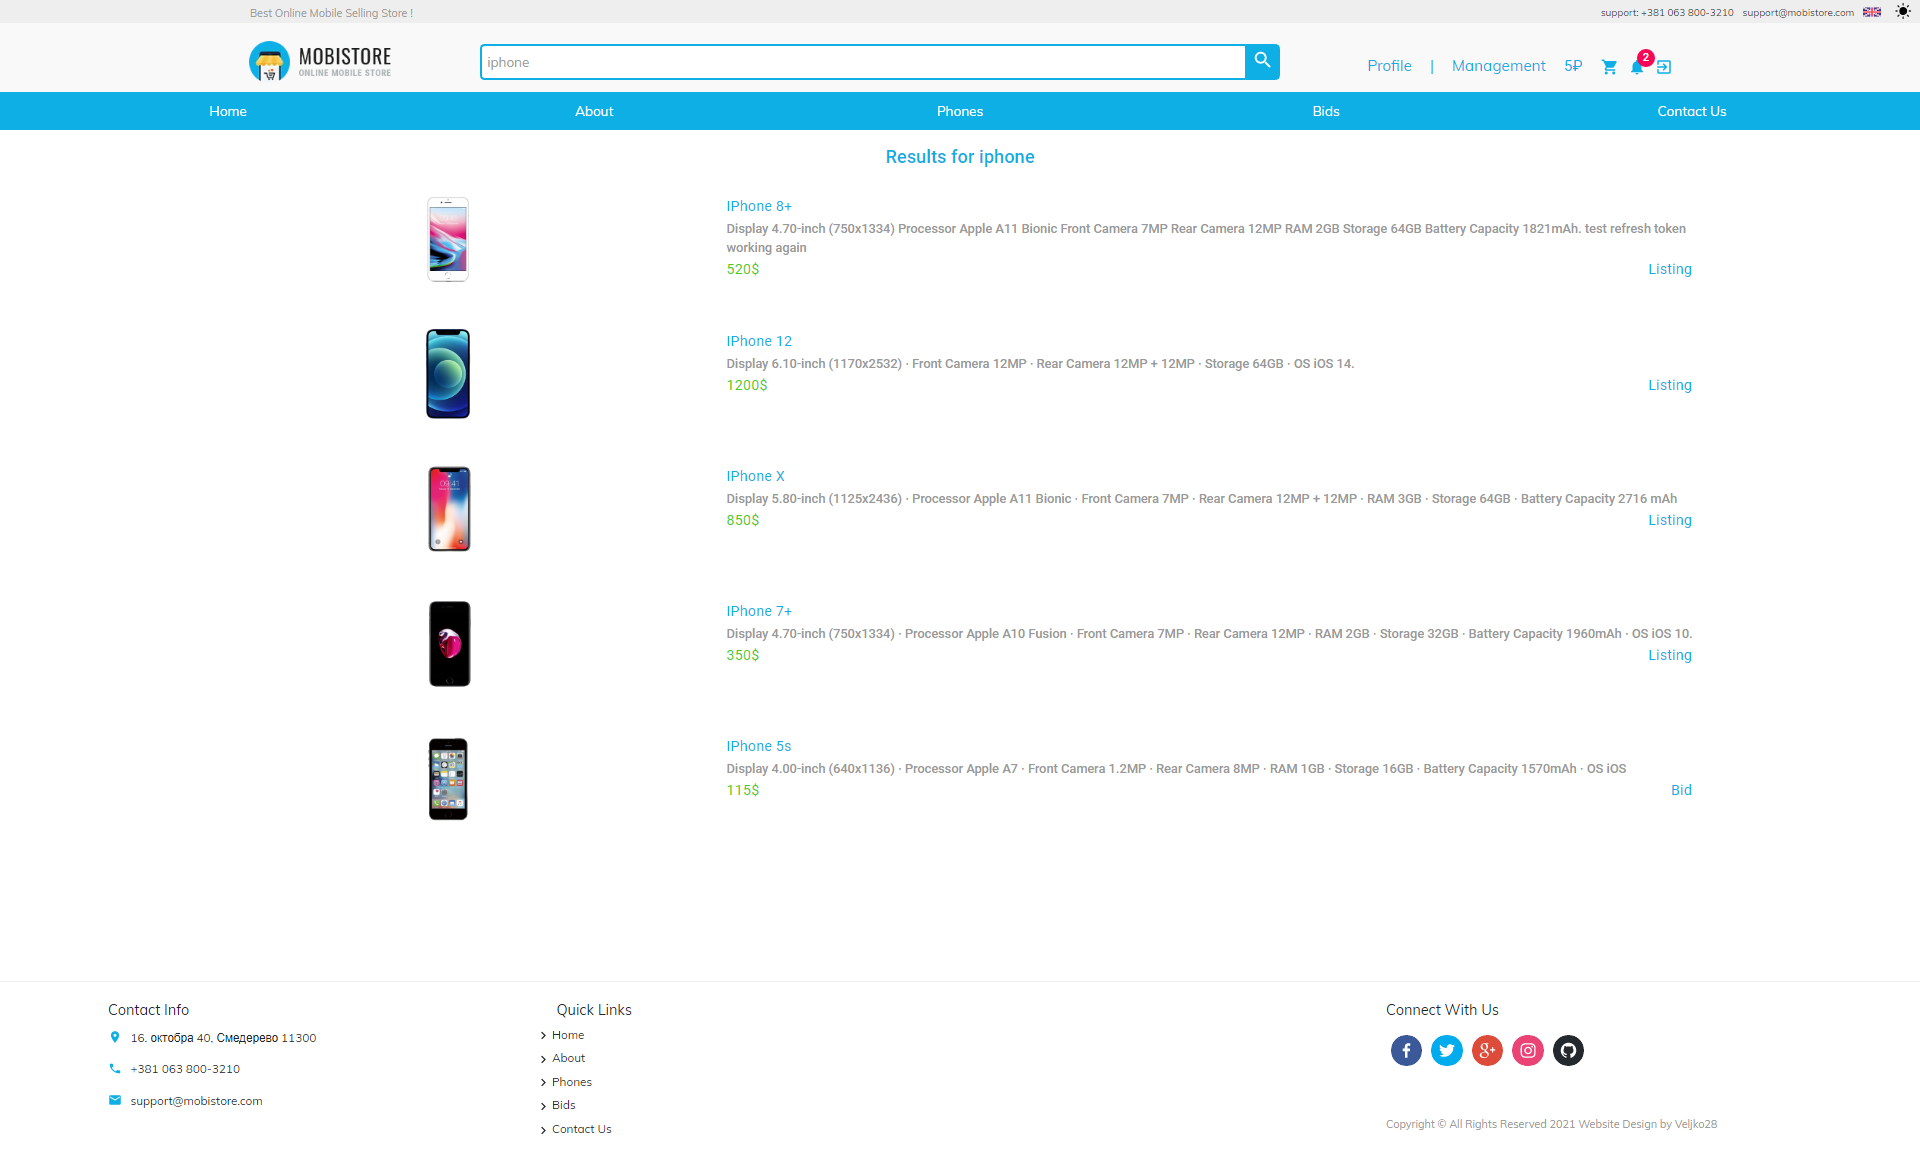 Best Online Mobile Selling Store !
support: +381 063 800-3210 support@mobistore.com
MOBISTORE
ONLINE MOBILE STORE
iphone
Profile | Management 5₽ 2
Home About Phones Bids Contact Us
Results for iphone
IPhone 8+
Display 4.70-inch (750x1334) Processor Apple A11 Bionic Front Camera 7MP Rear Camera 12MP RAM 2GB Storage 64GB Battery Capacity 1821mAh. test refresh token
working again
520$ Listing
IPhone 12
Display 6.10-inch (1170x2532) · Front Camera 12MP · Rear Camera 12MP + 12MP · Storage 64GB · OS iOS 14.
1200$ Listing
IPhone X
Display 5.80-inch (1125x2436) · Processor Apple A11 Bionic · Front Camera 7MP · Rear Camera 12MP + 12MP · RAM 3GB · Storage 64GB · Battery Capacity 2716 mAh
850$ Listing
09:41
IPhone 7+
Display 4.70-inch (750x1334) · Processor Apple A10 Fusion · Front Camera 7MP · Rear Camera 12MP · RAM 2GB · Storage 32GB · Battery Capacity 1960mAh · OS iOS 10.
350$ Listing
IPhone 5s
Display 4.00-inch (640x1136) · Processor Apple A7 · Front Camera 1.2MP · Rear Camera 8MP · RAM 1GB · Storage 16GB · Battery Capacity 1570mAh · OS iOS
115$ Bid
Contact Info
16. октобра 40, Смедерево 11300
+381 063 800-3210
support@mobistore.com
Quick Links
Home
About
Phones
Bids
Contact Us
Connect With Us
Copyright © All Rights Reserved 2021 Website Design by Veljko28